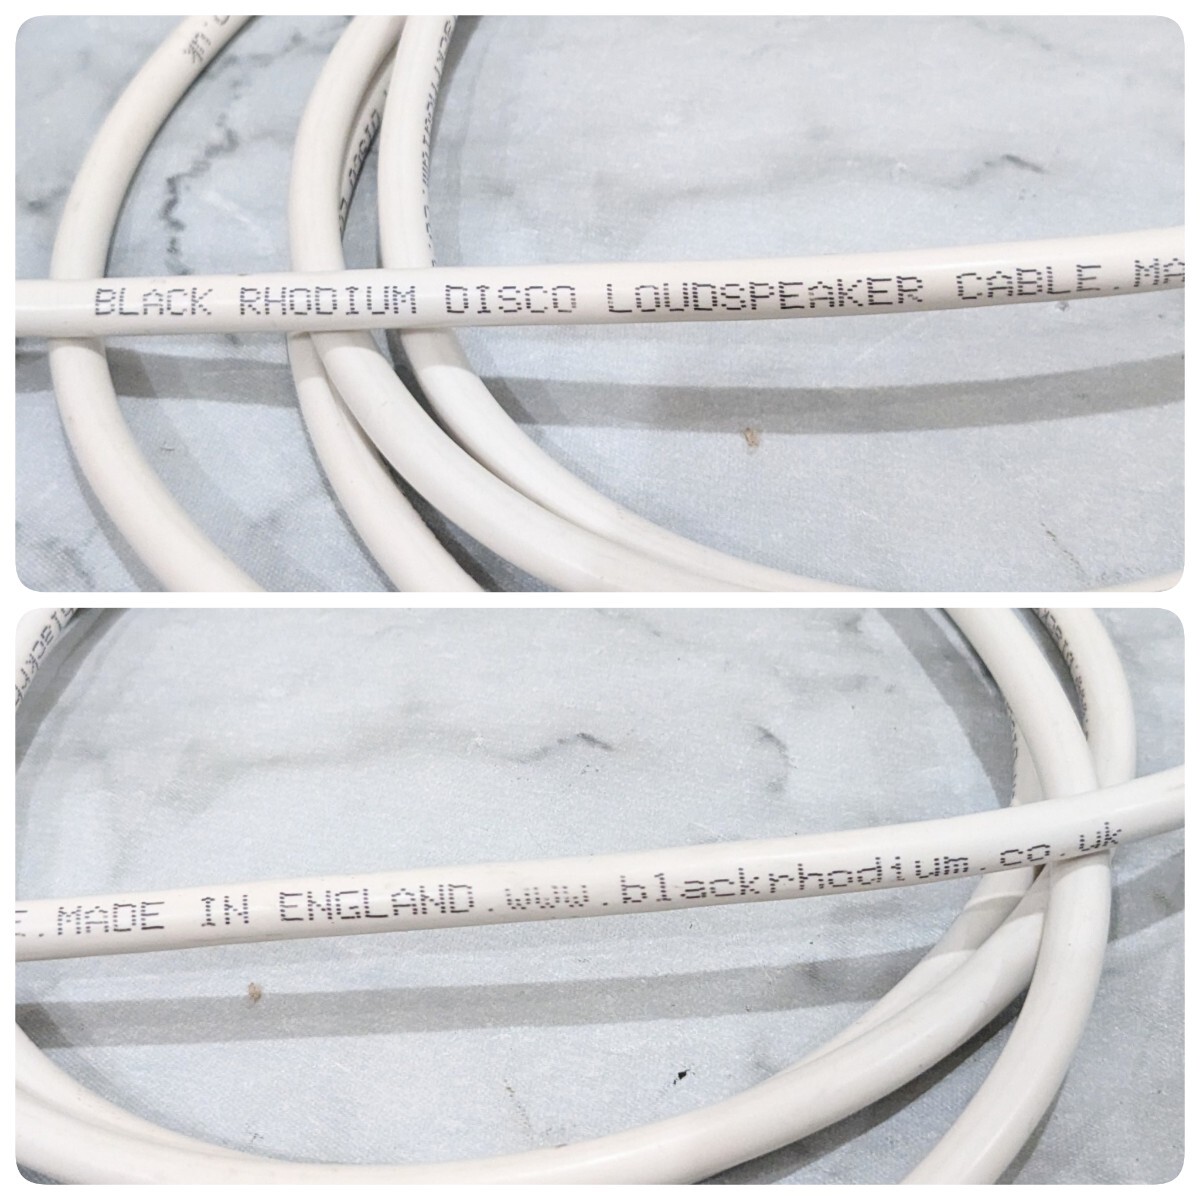 BLACK RHODIUM DISCO LOUDSPEAKER CABLE.MA
E.MADE IN ENGLAND.www.blackrhodium.co.uk